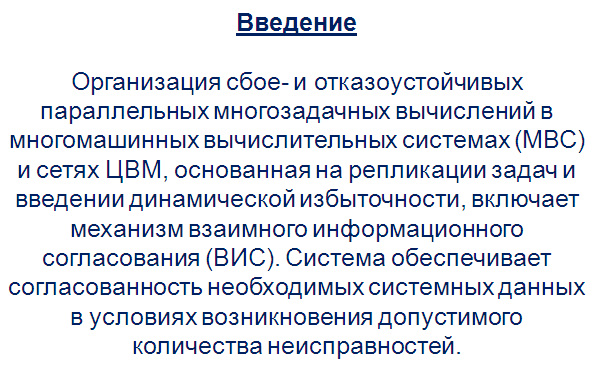 Введение
Организация сбое- и отказоустойчивых
параллельных многозадачных вычислений в
многомашинных вычислительных системах (МВС)
и сетях ЦВМ, основанная на репликации задач и
введении динамической избыточности, включает
механизм взаимного информационного
согласования (ВИС). Система обеспечивает
согласованность необходимых системных данных
в условиях возникновения допустимого
количества неисправностей.